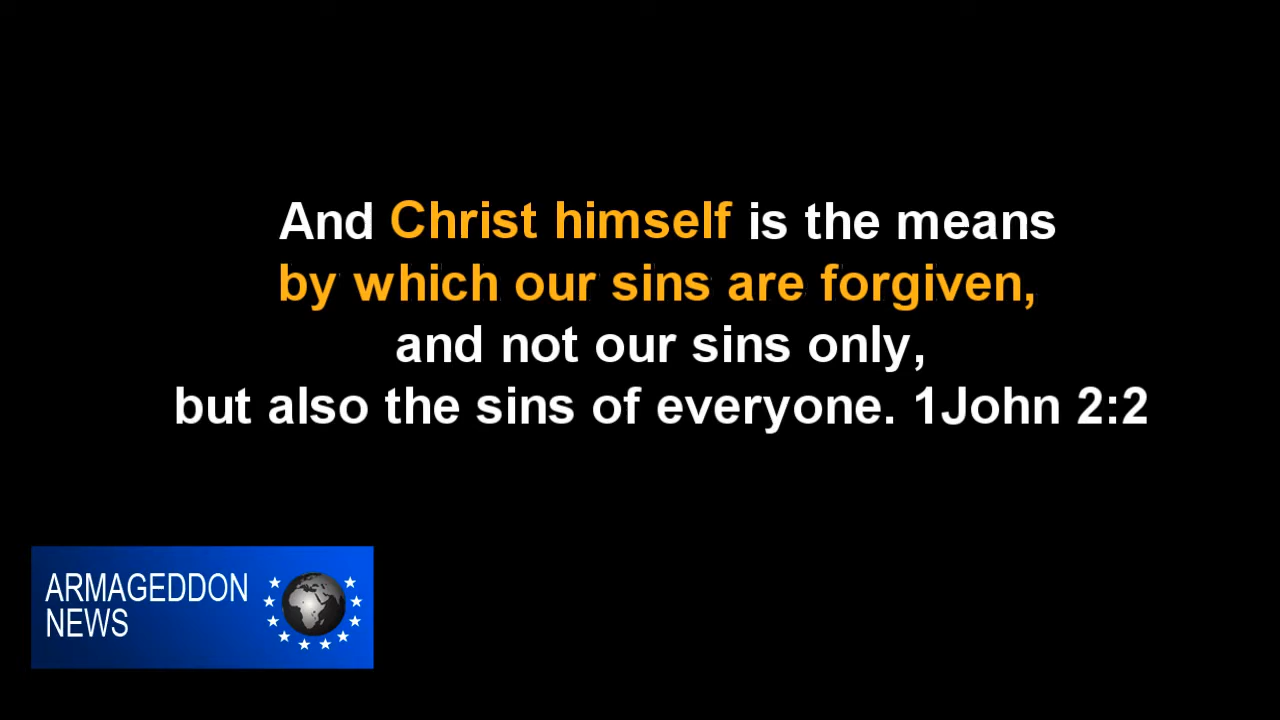 And Christ himself is the means
by which our sins are forgiven,
and not our sins only,
but also the sins of everyone. 1John 2:2
ARMAGEDDON
NEWS